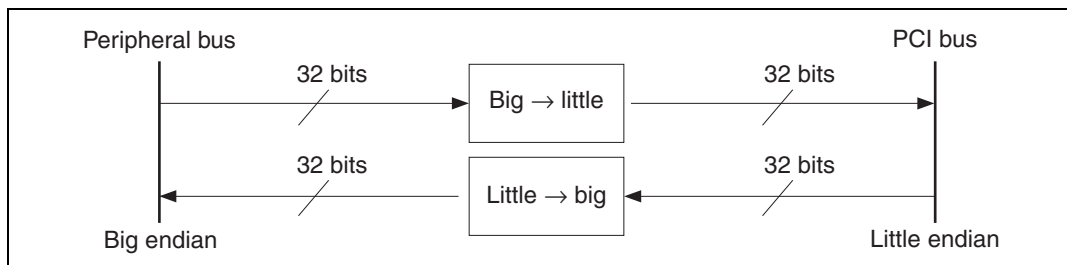 Peripheral bus
PCI bus
32 bits
32 bits
Big → little
32 bits
32 bits
Little → big
Big endian
Little endian